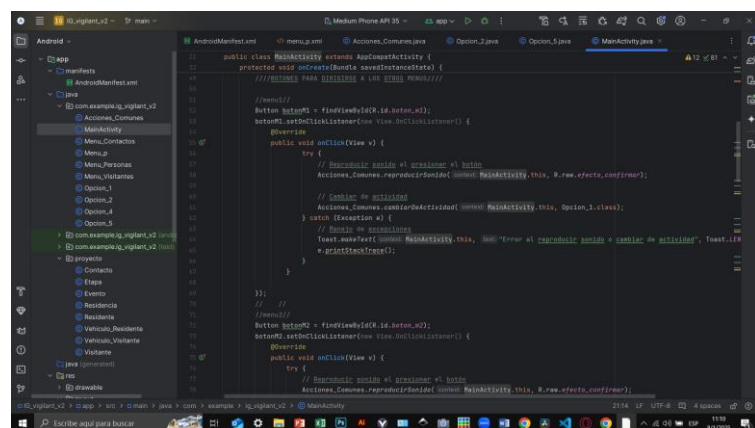 IG_vigilant_v2
main
Medium Phone API 35
app
Android
AndroidManifest.xml
menu_p.xml
Acciones_Comunes.java
Opcion_2.java
Opcion_5.java
MainActivity.java
app
manifests
AndroidManifest.xml
java
com.example.ig_vigilant_v2
Acciones_Comunes
MainActivity
Menu_Contactos
Menu_p
Menu_Personas
Menu_Visitantes
Opcion_1
Opcion_2
Opcion_4
Opcion_5
com.example.ig_vigilant_v2
com.example.ig_vigilant_v2 (test)
proyecto
Contacto
Etapa
Evento
Residencia
Residente
Vehiculo_Residente
Vehiculo_Visitante
Visitante
java (generated)
res
drawable
12 81
public class MainActivity extends AppCompatActivity {
protected void onCreate(Bundle savedInstanceState) {
////BOTONES PARA DIRIGIRSE A LOS OTROS MENUS////
//menu1//
Button botonM1 = findViewById(R.id.boton_m1);
botonM1.setOnClickListener(new View.OnClickListener() {
@Override
public void onClick(View v) {
try {
// Reproducir sonido al presionar el botón
Acciones_Comunes.reproducirSonido( context: MainActivity.this, R.raw.efecto_confirmar);
// Cambiar de actividad
Acciones_Comunes.cambiarDeActividad( context: MainActivity.this, Opcion_1.class);
} catch (Exception e) {
// Manejo de excepciones
Toast.makeText( context: MainActivity.this, text: "Error al reproducir sonido o cambiar de actividad", Toast.LEN
e.printStackTrace();
}
}
});
// //
//menu2//
Button botonM2 = findViewById(R.id.boton_m2);
botonM2.setOnClickListener(new View.OnClickListener() {
@Override
public void onClick(View v) {
try {
// Reproducir sonido al presionar el botón
Acciones_Comunes.reproducirSonido( context: MainActivity.this, R.raw.efecto_confirmar);
IG_vigilant_v2 > app > src > main > java > com > example > ig_vigilant_v2 > MainActivity
21:14 LF UTF-8 4 spaces
Escribe aquí para buscar
ESP
11:10